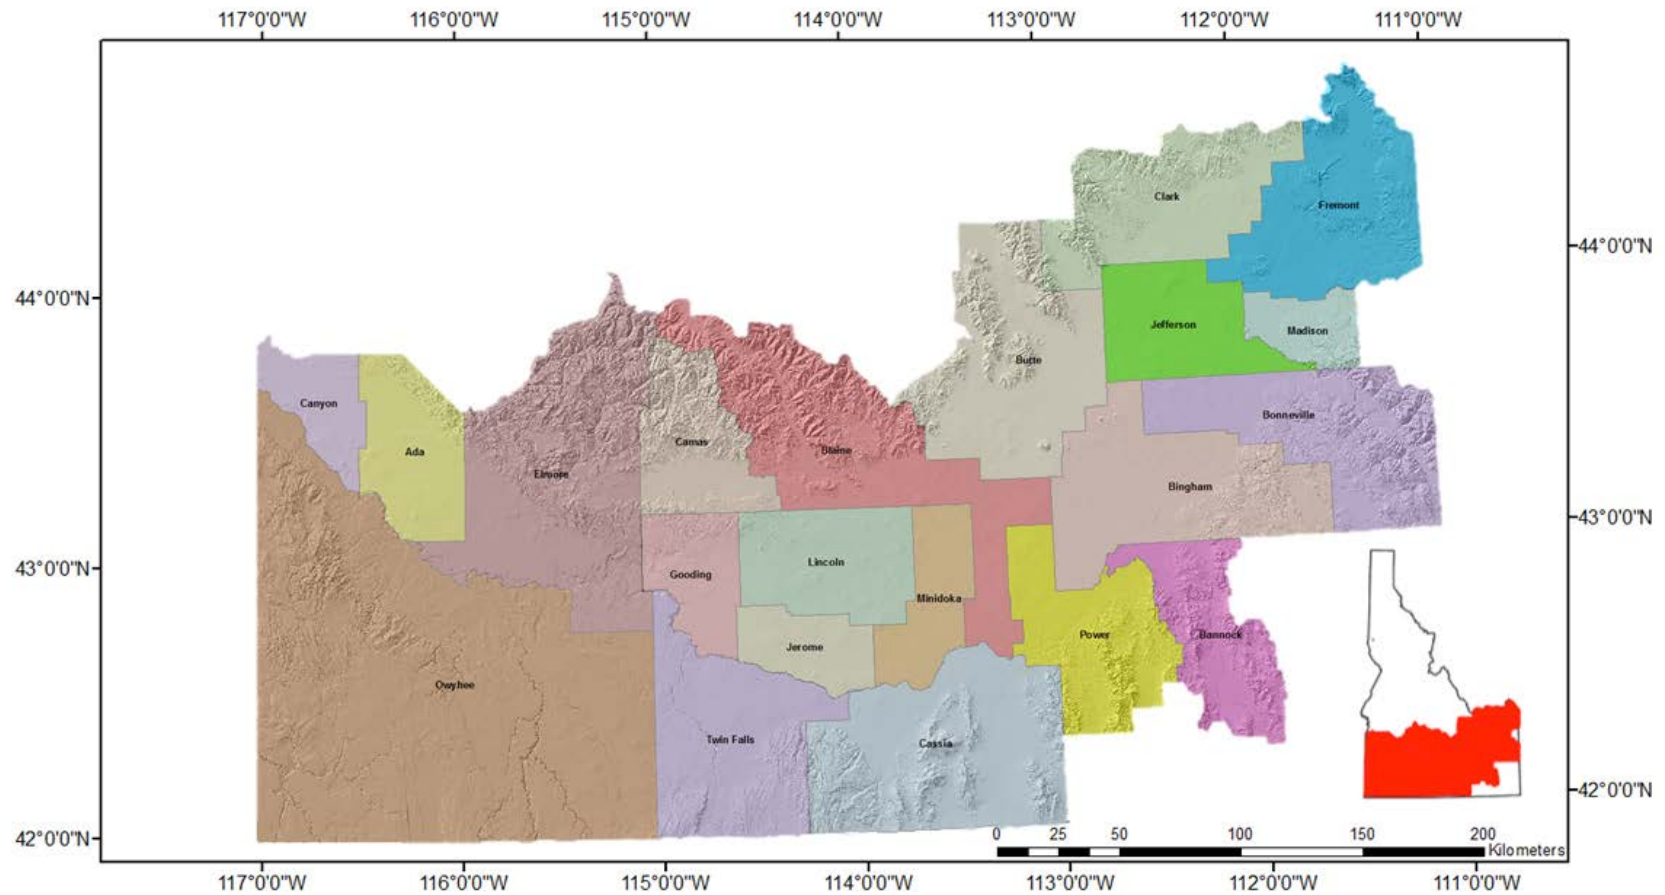 117°0'0"W 116°0'0"W 115°0'0"W 114°0'0"W 113°0'0"W 112°0'0"W 111°0'0"W
Clark
Fremont
44°0'0"N
44°0'0"N
Jefferson
Madison
Butte
Canyon
Bonneville
Camas
Blaine
Ada
Elmore
Bingham
43°0'0"N
Lincoln
43°0'0"N
Gooding
Minidoka
Power
Bannock
Jerome
Owyhee
Twin Falls
Cassia
42°0'0"N
42°0'0"N
0 25 50 100 150 200
Kilometers
117°0'0"W 116°0'0"W 115°0'0"W 114°0'0"W 113°0'0"W 112°0'0"W 111°0'0"W